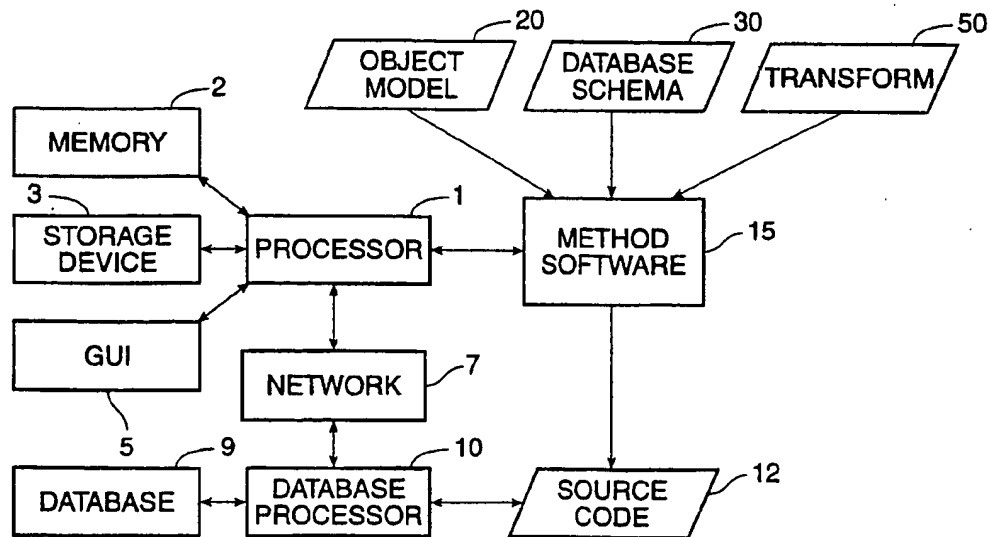 20
30
50
OBJECT
MODEL
DATABASE
SCHEMA
TRANSFORM
2
MEMORY
3
STORAGE
DEVICE
1
PROCESSOR
METHOD
SOFTWARE
15
GUI
5
NETWORK
7
9
DATABASE
10
DATABASE
PROCESSOR
SOURCE
CODE
12